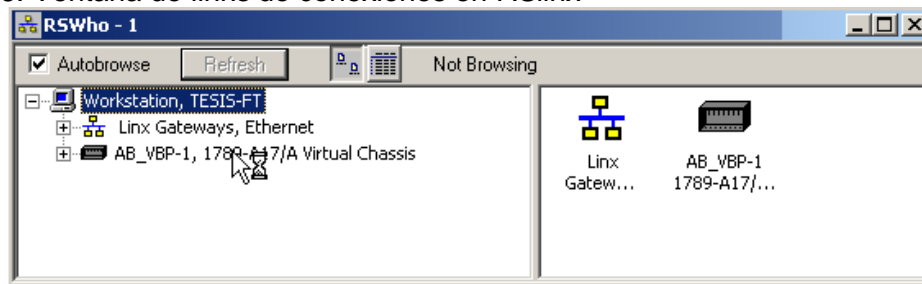 RSWho - 1
Autobrowse Refresh Not Browsing
Workstation, TESIS-FT
Linx Gateways, Ethernet
AB_VBP-1, 1789-A17/A Virtual Chassis
Linx
Gatew...
AB_VBP-1
1789-A17/...